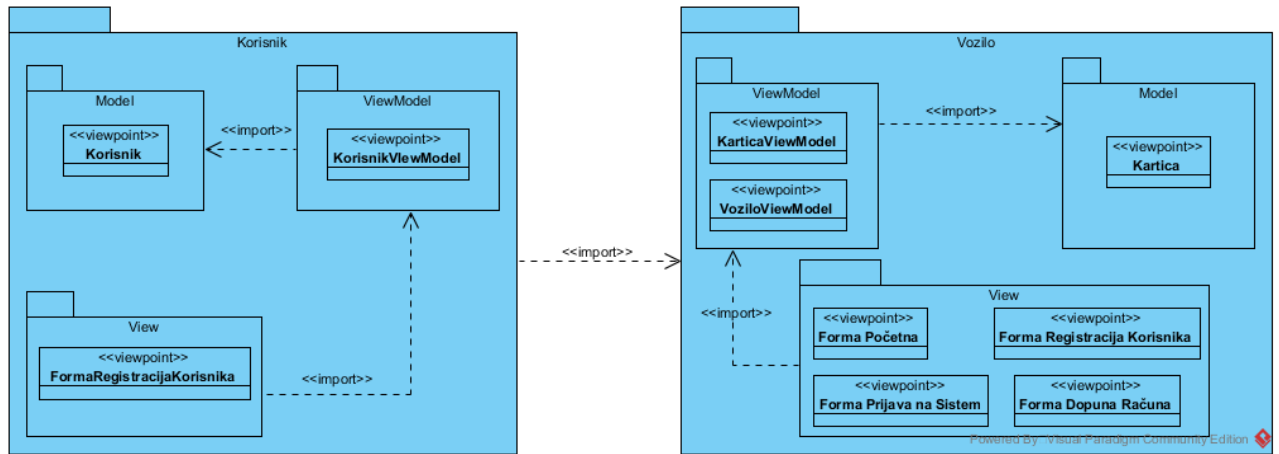 Korisnik
Model
<<viewpoint>>
Korisnik
<<import>>
ViewModel
<<viewpoint>>
KorisnikVIewModel
View
<<viewpoint>>
FormaRegistracijaKorisnika
<<import>>
<<import>>
Vozilo
ViewModel
<<viewpoint>>
KarticaViewModel
<<viewpoint>>
VoziloViewModel
<<import>>
Model
<<viewpoint>>
Kartica
<<import>>
View
<<viewpoint>>
Forma Početna
<<viewpoint>>
Forma Registracija Korisnika
<<viewpoint>>
Forma Prijava na Sistem
<<viewpoint>>
Forma Dopuna Računa
Powered By Visual Paradigm Community Edition